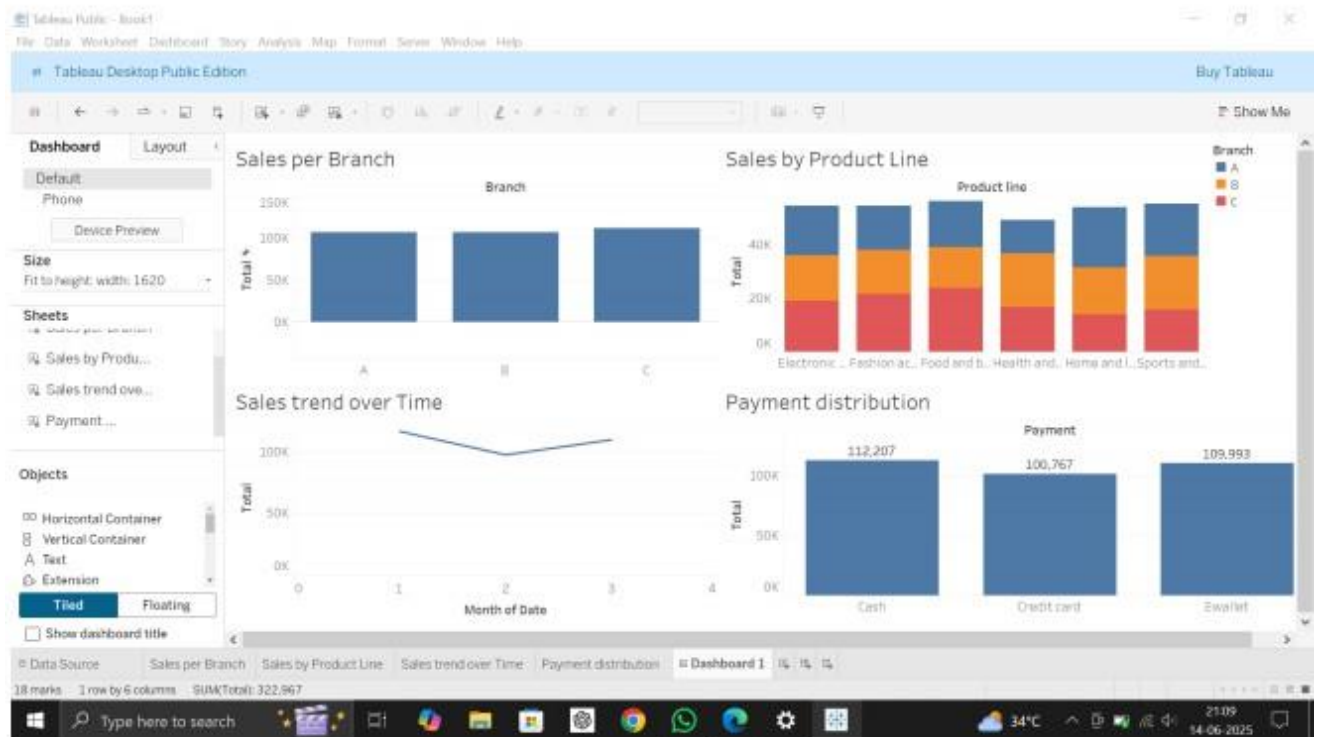 Tableau Public - Book1
File Data Worksheet Dashboard Story Analysis Map Format Server Window Help
Tableau Desktop Public Edition
Buy Tableau
Show Me
Dashboard
Layout
Default
Phone
Device Preview
Size
Fit to height: width: 1620
Sheets
Sales per Branch
Sales by Produ...
Sales trend ove...
Payment ...
Objects
Horizontal Container
Vertical Container
Text
Extension
Tiled
Floating
Show dashboard title
Sales per Branch
Branch
150K
100K
50K
0K
Total
A
B
C
Sales by Product Line
Product line
40K
20K
0K
Total
Electronic ..
Fashion ac..
Food and b..
Health and..
Home and l..
Sports and..
Branch
A
B
C
Sales trend over Time
100K
50K
0K
Total
0
1
2
3
4
Month of Date
Payment distribution
Payment
112,207
100,767
109,993
100K
50K
0K
Total
Cash
Credit card
Ewallet
Data Source
Sales per Branch
Sales by Product Line
Sales trend over Time
Payment distribution
Dashboard 1
18 marks
1 row by 6 columns
SUM(Total): 322,967
Type here to search
34°C
21:09
14-06-2025